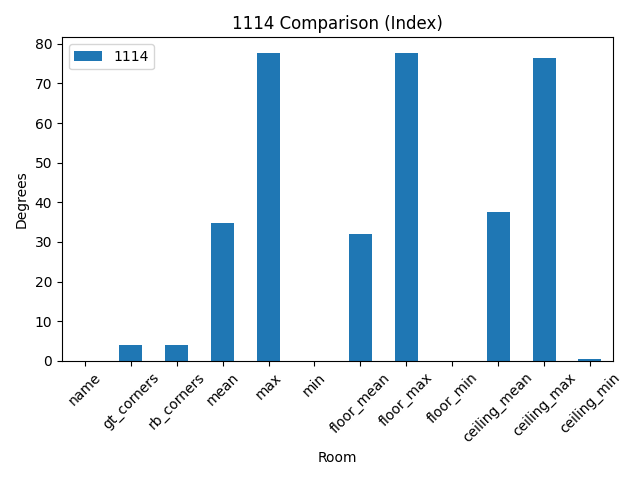 1114 Comparison (Index)
1114
Degrees
80
70
60
50
40
30
20
10
0
name
gt_corners
rb_corners
mean
max
min
floor_mean
floor_max
floor_min
ceiling_mean
ceiling_max
ceiling_min
Room